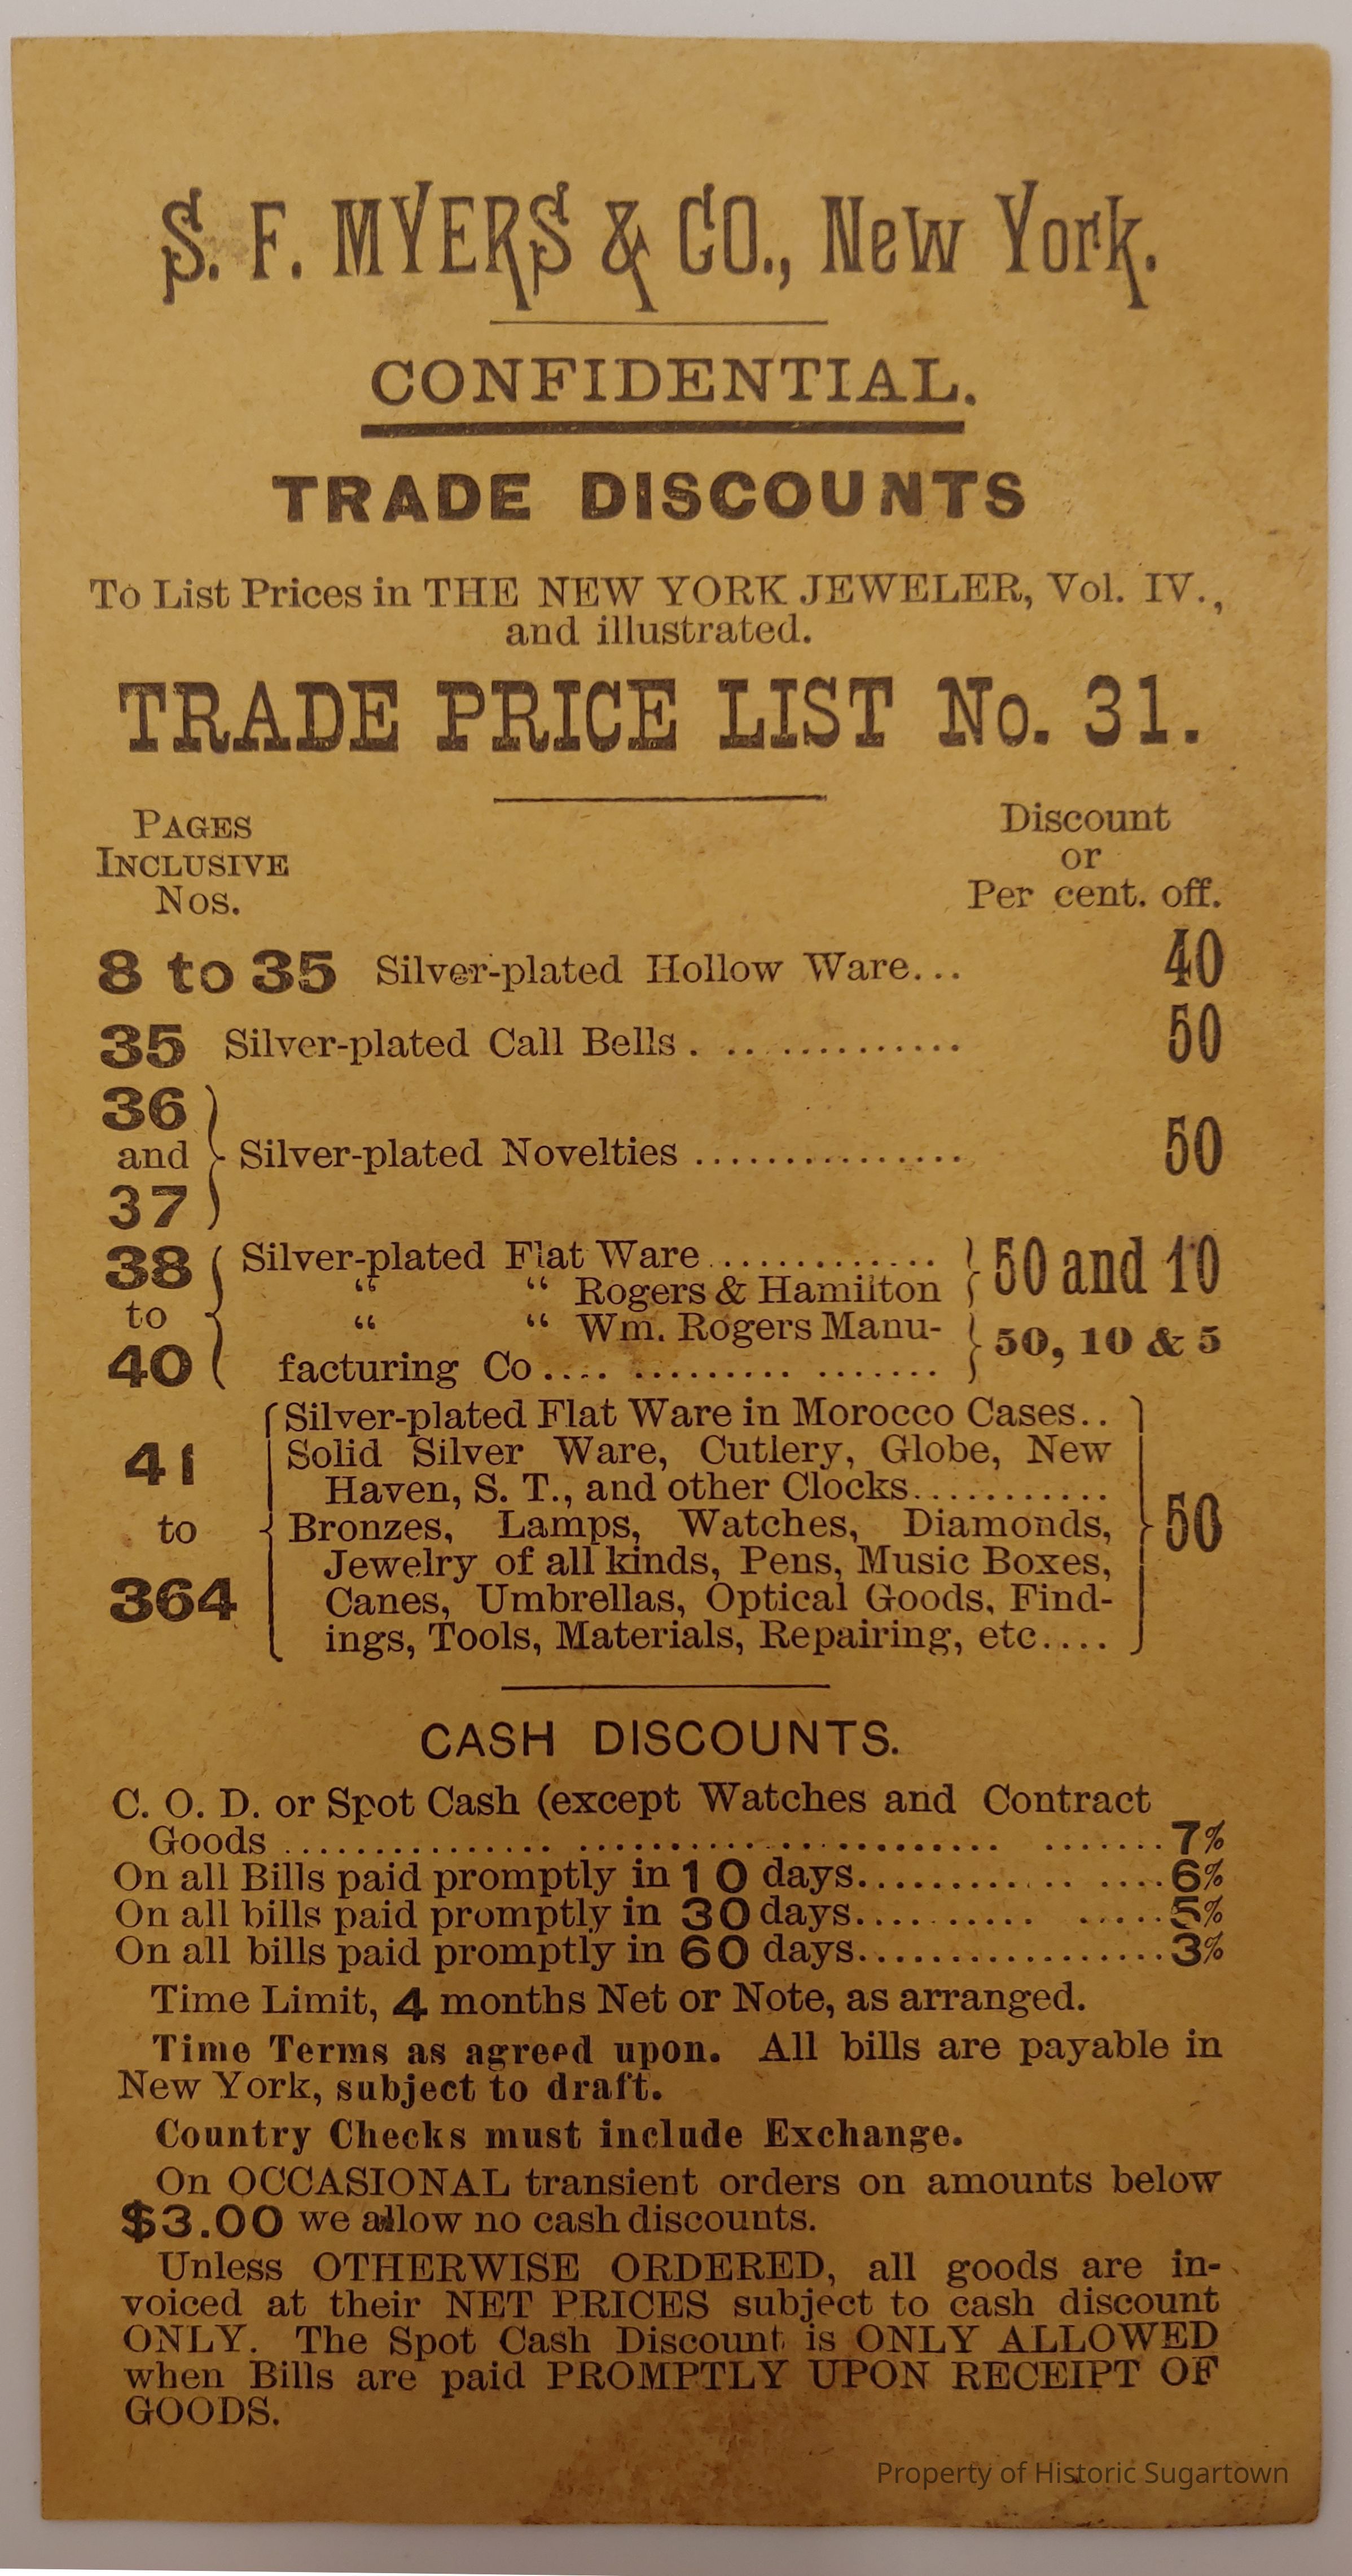 S. F. MYERS & CO., New York.
CONFIDENTIAL.
TRADE DISCOUNTS
To List Prices in THE NEW YORK JEWELER, Vol. IV.,
and illustrated.
TRADE PRICE LIST No. 31.
PAGES
INCLUSIVE
Nos.
Discount
or
Per cent. off.
8 to 35 Silver-plated Hollow Ware... 40
35 Silver-plated Call Bells . .. ............ 50
36
and Silver-plated Novelties ............... 50
37
38 Silver-plated Flat Ware ............. 50 and 10
to “ “ Rogers & Hamilton
“ “ Wm. Rogers Manu- 50, 10 & 5
40 facturing Co .... ......... .......
Silver-plated Flat Ware in Morocco Cases..
41 Solid Silver Ware, Cutlery, Globe, New
Haven, S. T., and other Clocks...........
to Bronzes, Lamps, Watches, Diamonds, 50
Jewelry of all kinds, Pens, Music Boxes,
364 Canes, Umbrellas, Optical Goods, Find-
ings, Tools, Materials, Repairing, etc....
CASH DISCOUNTS.
C. O. D. or Spot Cash (except Watches and Contract
Goods ............... ....................... .......7%
On all Bills paid promptly in 10 days............ ....6%
On all bills paid promptly in 30 days.......... .....5%
On all bills paid promptly in 60 days.................3%
Time Limit, 4 months Net or Note, as arranged.
Time Terms as agreed upon. All bills are payable in
New York, subject to draft.
Country Checks must include Exchange.
On OCCASIONAL transient orders on amounts below
$3.00 we allow no cash discounts.
Unless OTHERWISE ORDERED, all goods are in-
voiced at their NET PRICES subject to cash discount
ONLY. The Spot Cash Discount is ONLY ALLOWED
when Bills are paid PROMPTLY UPON RECEIPT OF
GOODS.
Property of Historic Sugartown